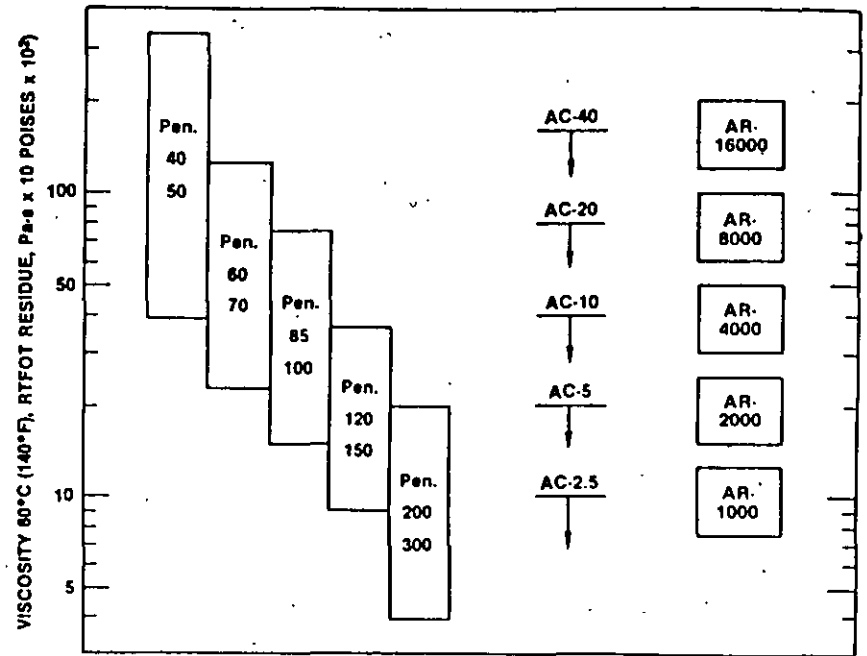 VISCOSITY 60°C (140°F), RTFOT RESIDUE, Pa·s x 10 POISES x 10²
100
50
10
5
Pen.
40
50
Pen.
60
70
Pen.
85
100
Pen.
120
150
Pen.
200
300
AC-40
AC-20
AC-10
AC-5
AC-2.5
AR-
16000
AR-
8000
AR-
4000
AR-
2000
AR-
1000